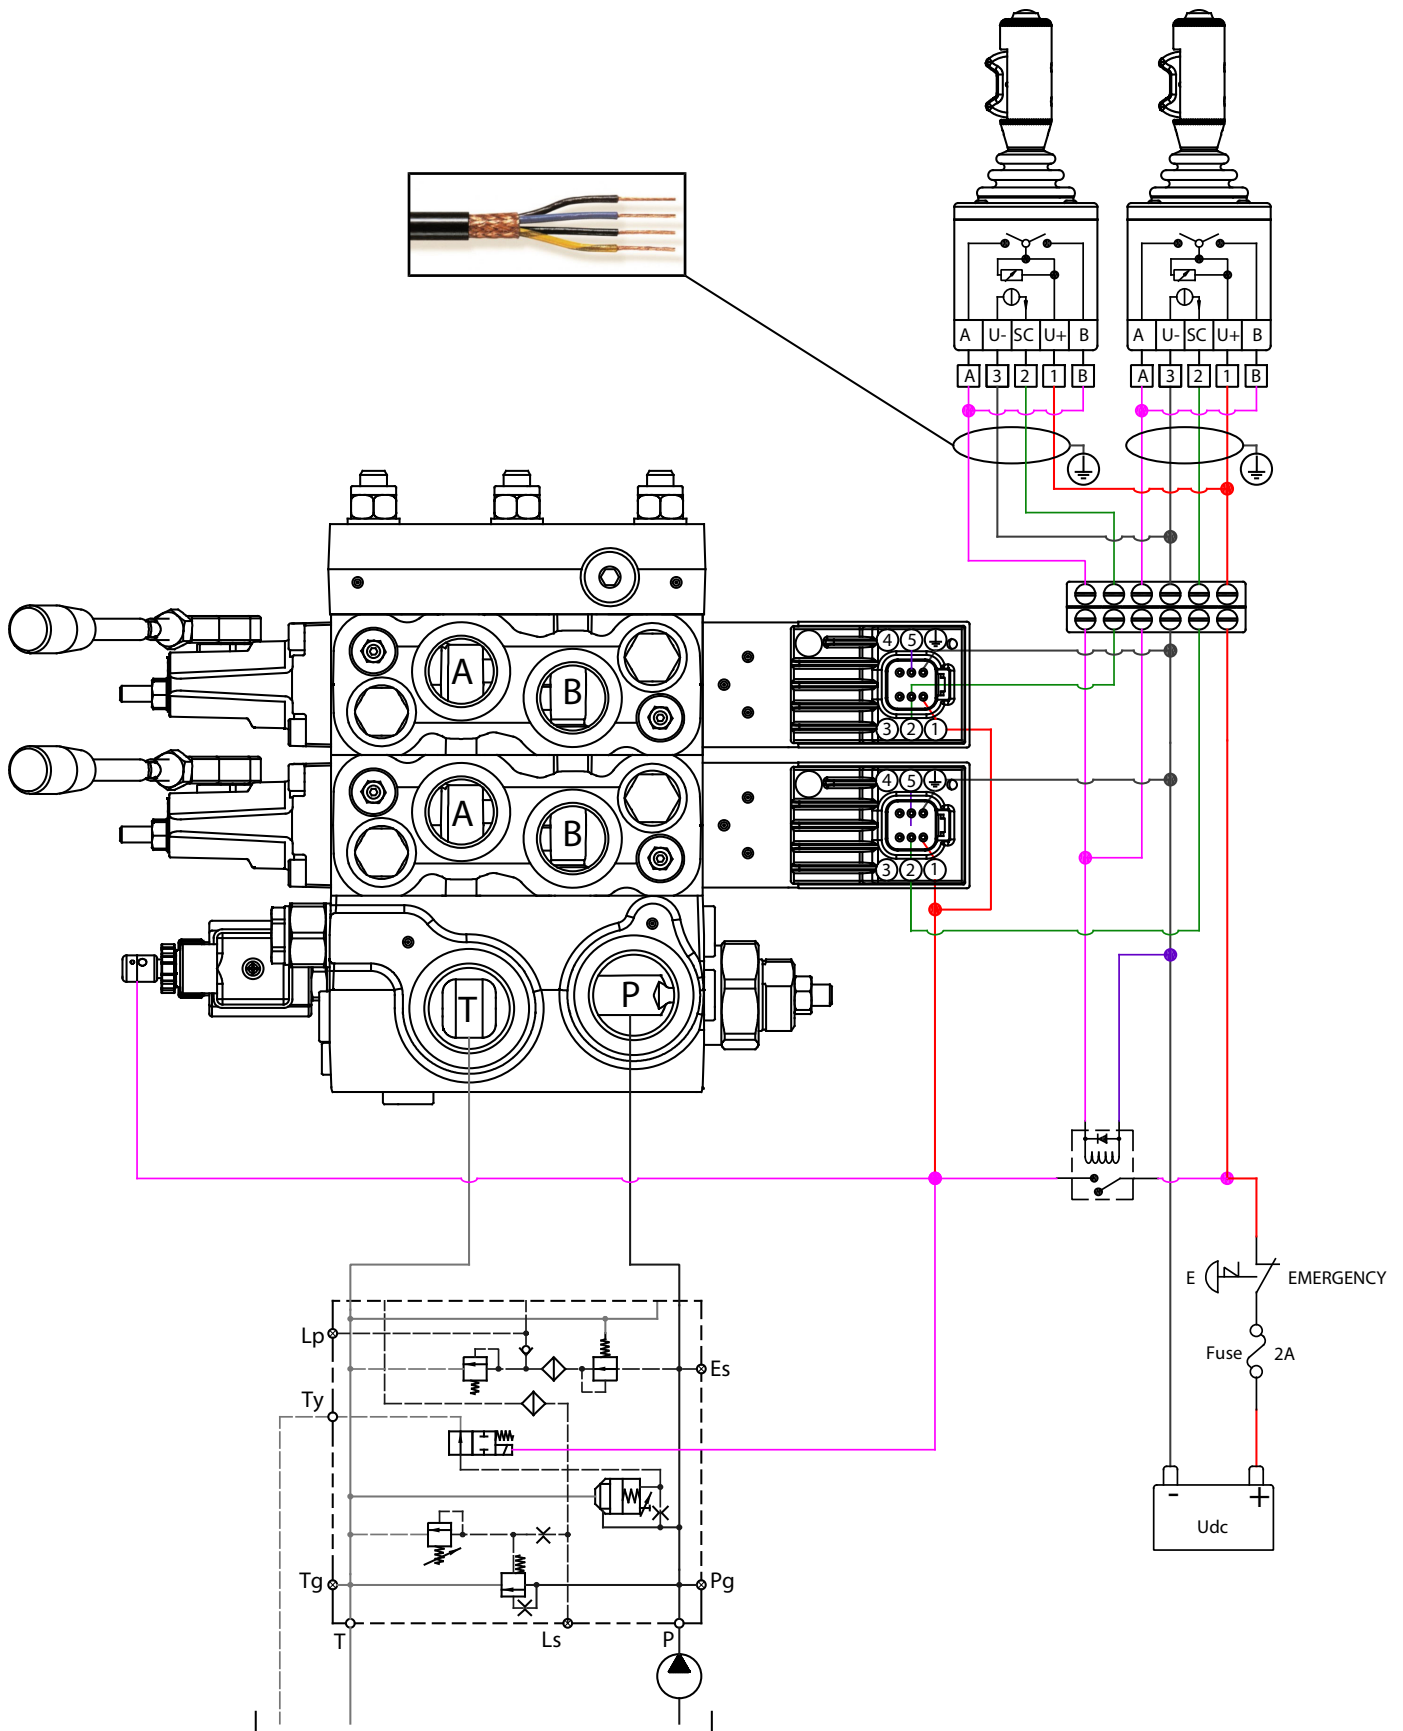 A U- SC U+ B
A U- SC U+ B
A 3 2 1 B
A 3 2 1 B
4 5
A
B
3 2 1
4 5
A
B
3 2 1
T
P
E
EMERGENCY
Fuse
2A
Lp
Es
Ty
- +
Udc
Tg
Pg
T
Ls
P